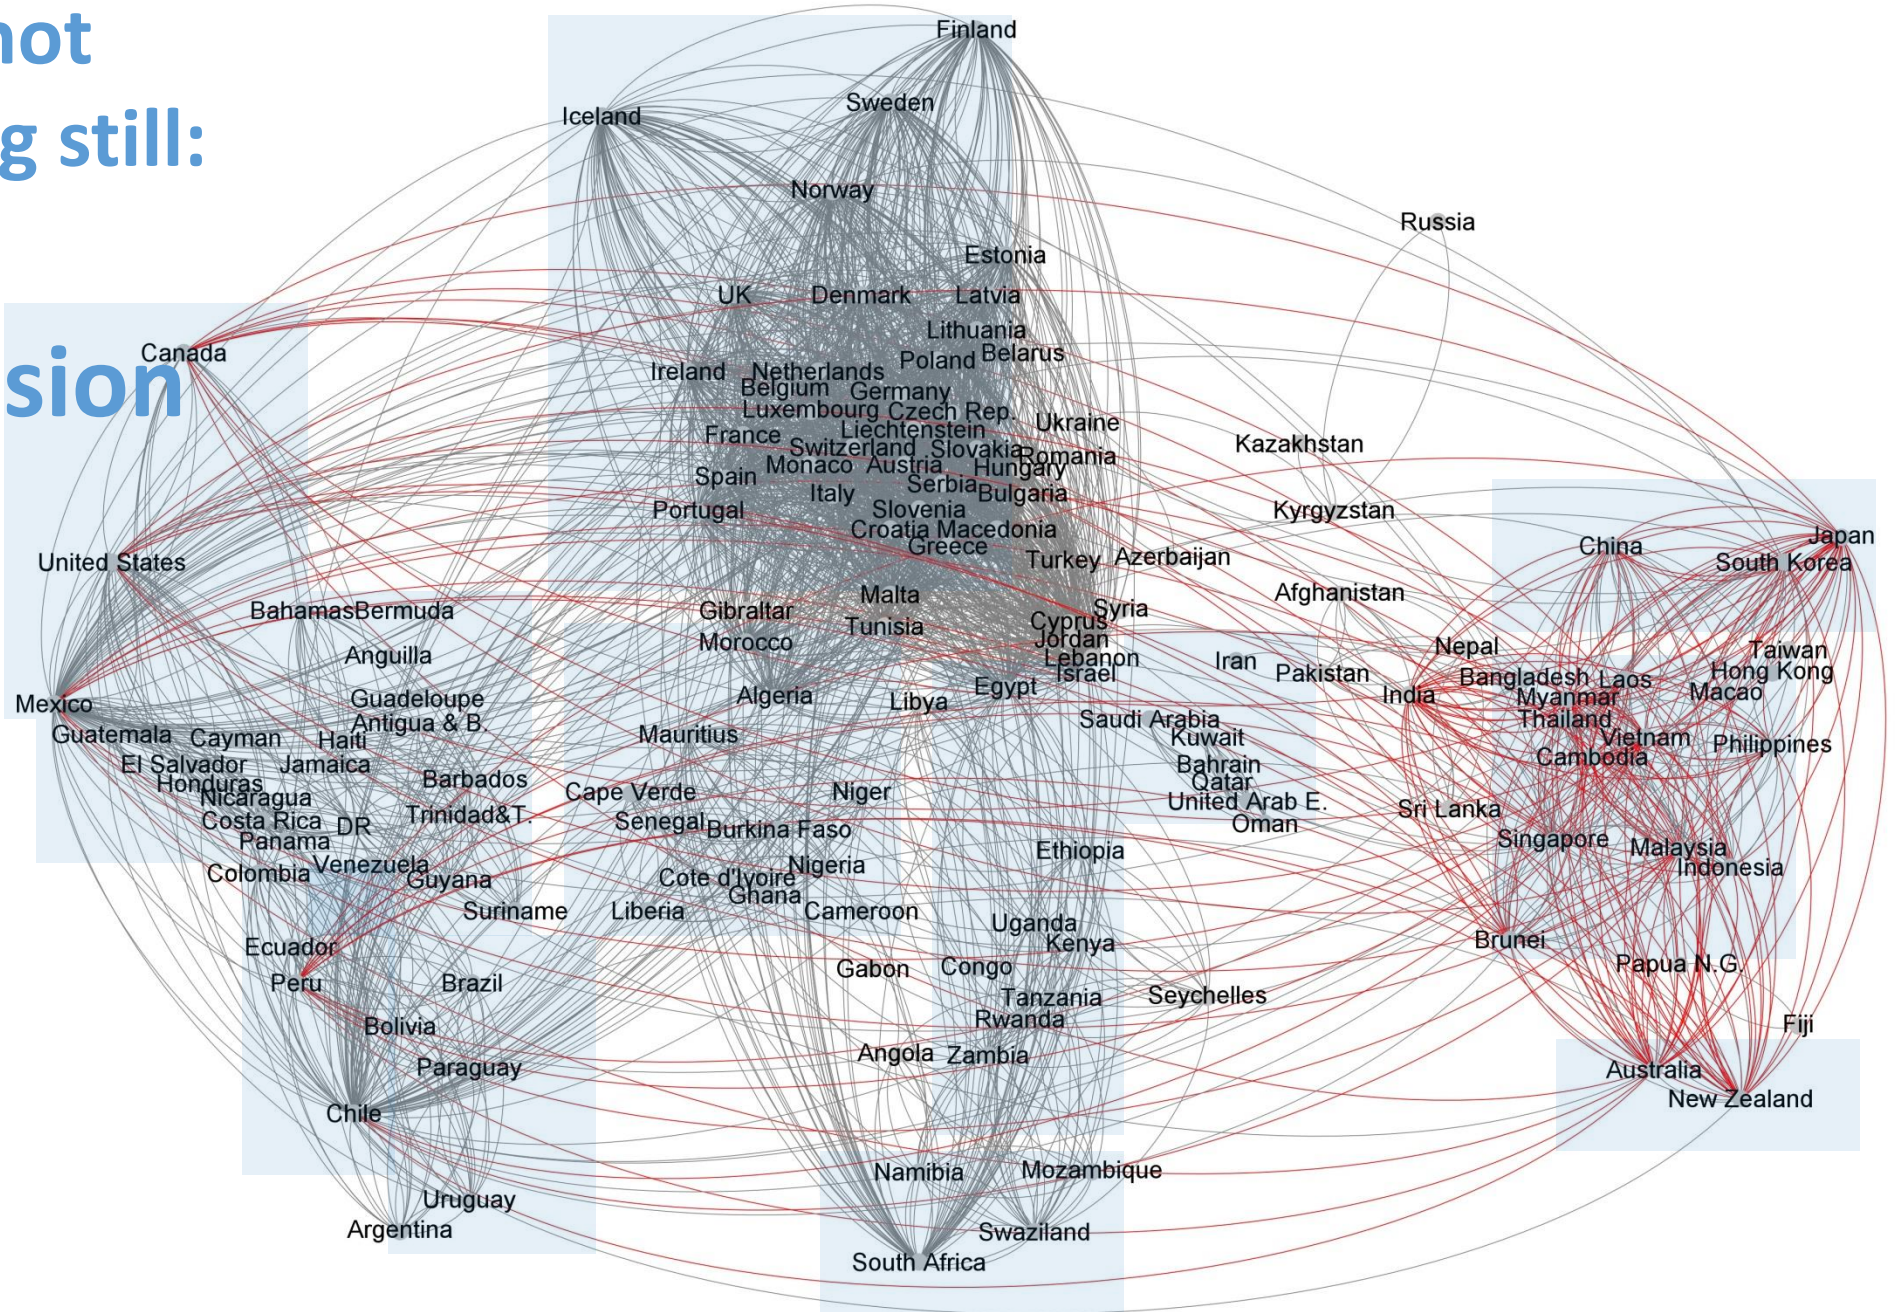 not
g still:
sion
Finland
Iceland
Sweden
Norway
Russia
Estonia
UK
Denmark
Latvia
Lithuania
Canada
Ireland
Netherlands
Poland
Belarus
Belgium
Germany
Luxembourg
Czech Rep.
Ukraine
France
Liechtenstein
Switzerland
Slovakia
Romania
Kazakhstan
Monaco
Austria
Hungary
Spain
Italy
Serbia
Bulgaria
Portugal
Slovenia
Kyrgyzstan
Croatia
Macedonia
Greece
China
Japan
South Korea
United States
Turkey
Azerbaijan
Malta
Afghanistan
Bahamas
Bermuda
Gibraltar
Tunisia
Syria
Cyprus
Morocco
Jordan
Anguilla
Lebanon
Iran
Nepal
Taiwan
Israel
Pakistan
Bangladesh
Laos
Hong Kong
Mexico
Guadeloupe
Algeria
Libya
Egypt
India
Myanmar
Macao
Guatemala
Cayman
Haiti
Antigua & B.
Mauritius
Saudi Arabia
Kuwait
Thailand
Vietnam
Philippines
El Salvador
Jamaica
Honduras
Barbados
Bahrain
Cambodia
Nicaragua
Cape Verde
Niger
Qatar
United Arab E.
Sri Lanka
Costa Rica
DR
Trinidad&T.
Senegal
Burkina Faso
Oman
Panama
Singapore
Malaysia
Indonesia
Colombia
Venezuela
Guyana
Cote d'Ivoire
Nigeria
Ethiopia
Ghana
Suriname
Liberia
Cameroon
Uganda
Kenya
Ecuador
Brunei
Peru
Brazil
Gabon
Congo
Papua N.G.
Tanzania
Seychelles
Bolivia
Rwanda
Fiji
Paraguay
Angola
Zambia
Australia
New Zealand
Chile
Namibia
Mozambique
Uruguay
Argentina
Swaziland
South Africa